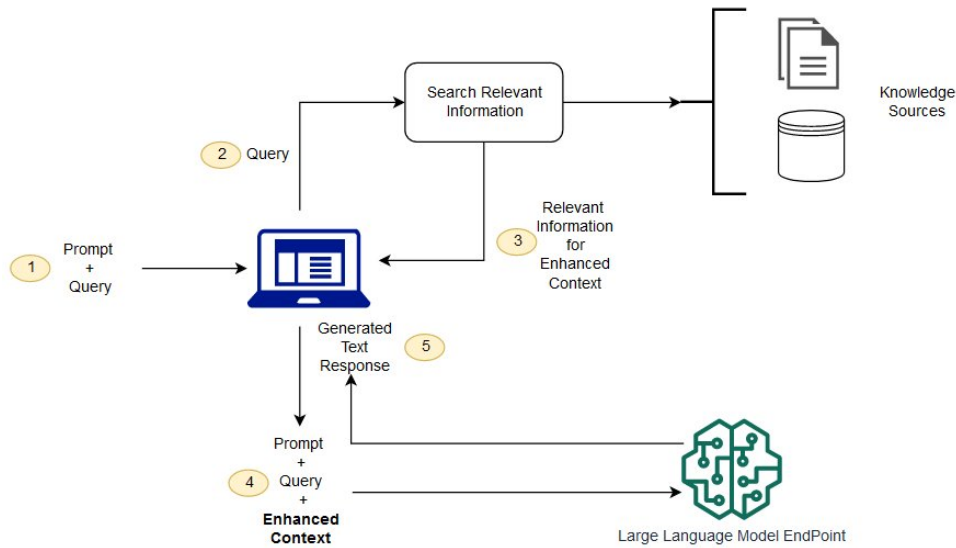 Search Relevant
Information
Knowledge
Sources
2
Query
3
Relevant
Information
for
Enhanced
Context
1
Prompt
+
Query
Generated
Text
Response
5
4
Prompt
+
Query
+
Enhanced
Context
Large Language Model EndPoint